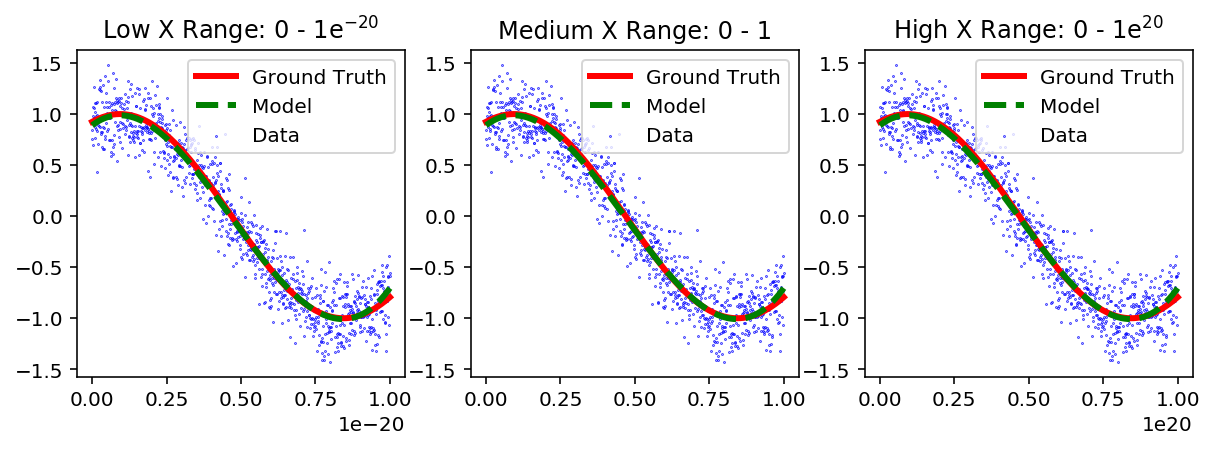 Low X Range: 0 - 1e⁻²⁰
1.5
1.0
0.5
0.0
−0.5
−1.0
−1.5
Ground Truth
Model
Data
0.00 0.25 0.50 0.75 1.00
1e−20
Medium X Range: 0 - 1
1.5
1.0
0.5
0.0
−0.5
−1.0
−1.5
Ground Truth
Model
Data
0.00 0.25 0.50 0.75 1.00
High X Range: 0 - 1e²⁰
1.5
1.0
0.5
0.0
−0.5
−1.0
−1.5
Ground Truth
Model
Data
0.00 0.25 0.50 0.75 1.00
1e20